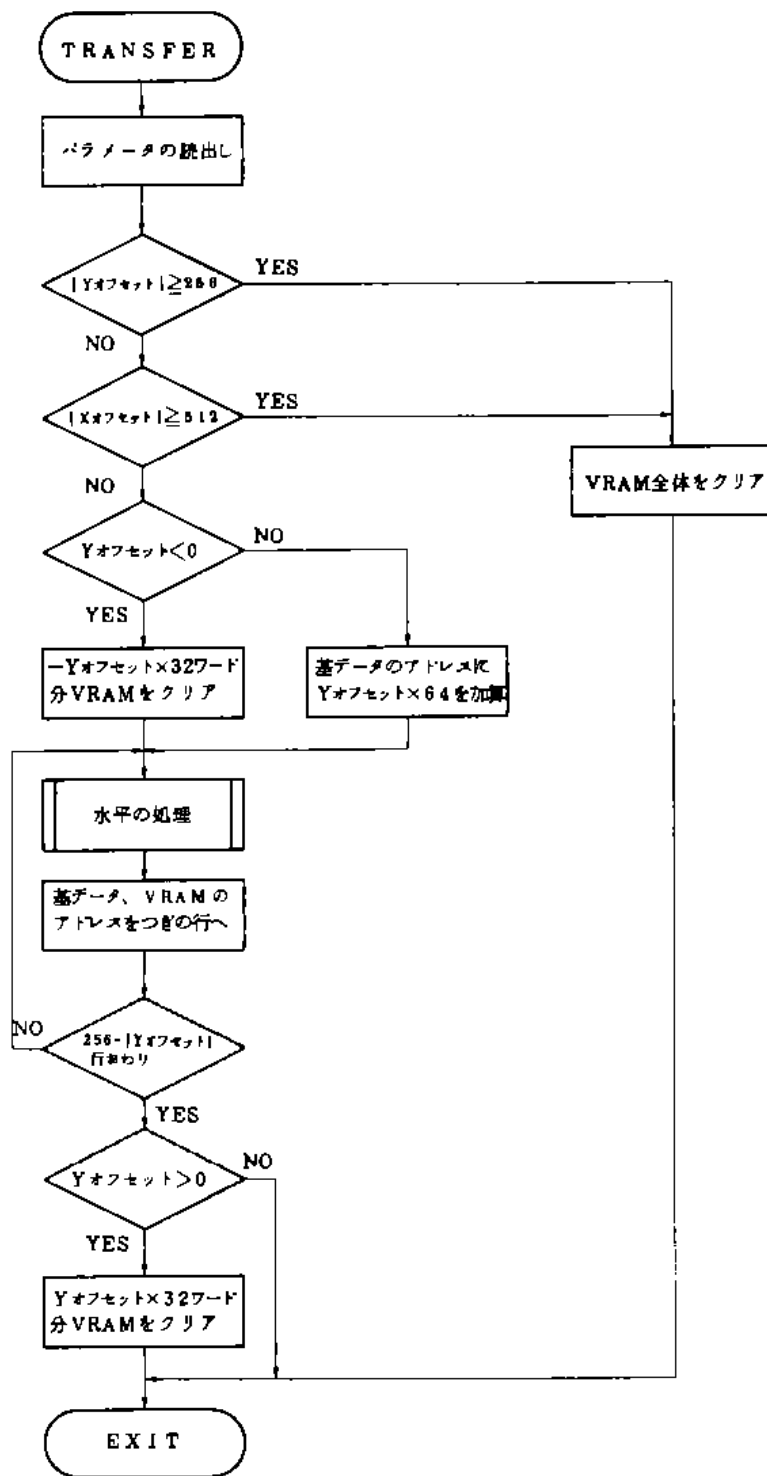 TRANSFER
パラメータの読出し
|Yオフセット|≧256
YES
NO
|Xオフセット|≧512
YES
NO
VRAM全体をクリア
Yオフセット<0
NO
YES
-Yオフセット×32ワード
分VRAMをクリア
基データのアドレスに
Yオフセット×64を加算
水平の処理
基データ、VRAMの
アドレスをつぎの行へ
256-|Yオフセット|
行おわり
NO
YES
Yオフセット>0
NO
YES
Yオフセット×32ワード
分VRAMをクリア
EXIT